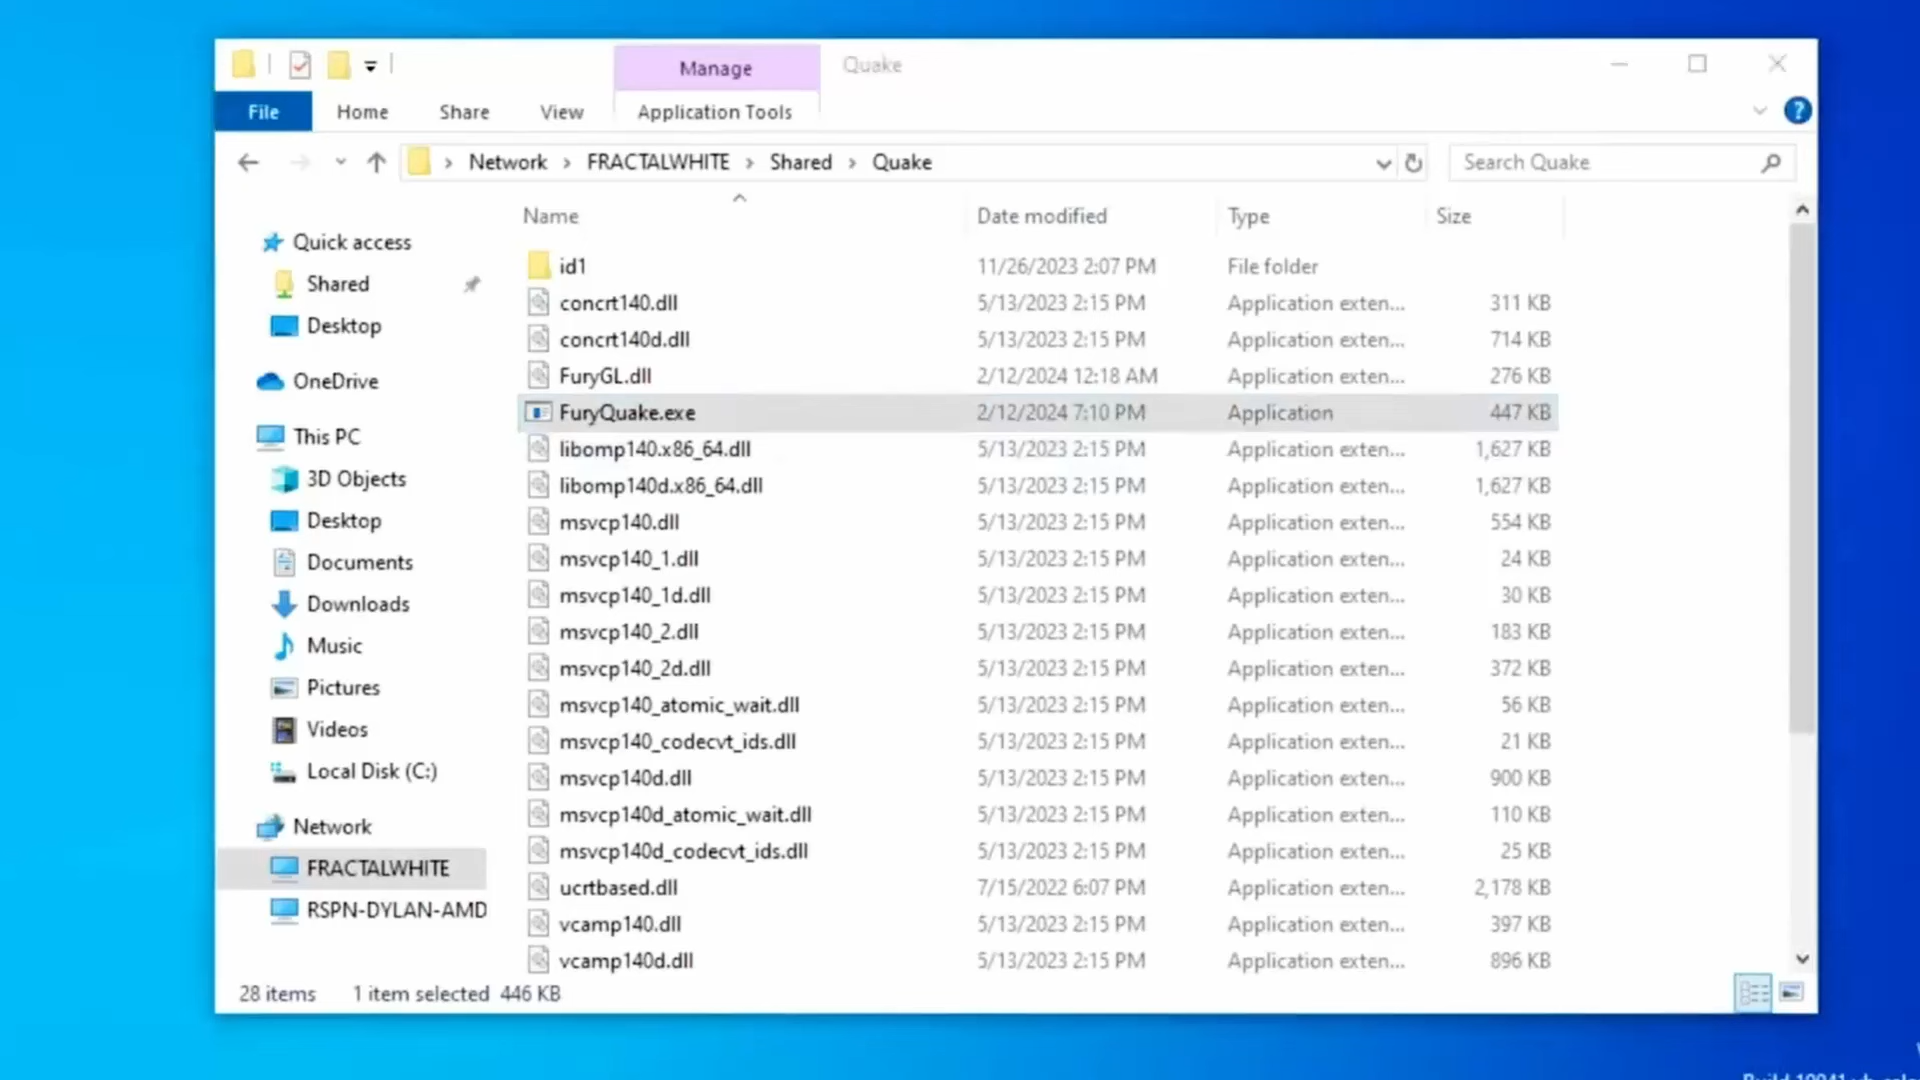 Manage
Quake
File
Home
Share
View
Application Tools
?
Network > FRACTALWHITE > Shared > Quake
Search Quake
Name
Date modified
Type
Size
Quick access
Shared
Desktop
OneDrive
This PC
3D Objects
Desktop
Documents
Downloads
Music
Pictures
Videos
Local Disk (C:)
Network
FRACTALWHITE
RSPN-DYLAN-AMD
id1 11/26/2023 2:07 PM File folder
concrt140.dll 5/13/2023 2:15 PM Application exten... 311 KB
concrt140d.dll 5/13/2023 2:15 PM Application exten... 714 KB
FuryGL.dll 2/12/2024 12:18 AM Application exten... 276 KB
FuryQuake.exe 2/12/2024 7:10 PM Application 447 KB
libomp140.x86_64.dll 5/13/2023 2:15 PM Application exten... 1,627 KB
libomp140d.x86_64.dll 5/13/2023 2:15 PM Application exten... 1,627 KB
msvcp140.dll 5/13/2023 2:15 PM Application exten... 554 KB
msvcp140_1.dll 5/13/2023 2:15 PM Application exten... 24 KB
msvcp140_1d.dll 5/13/2023 2:15 PM Application exten... 30 KB
msvcp140_2.dll 5/13/2023 2:15 PM Application exten... 183 KB
msvcp140_2d.dll 5/13/2023 2:15 PM Application exten... 372 KB
msvcp140_atomic_wait.dll 5/13/2023 2:15 PM Application exten... 56 KB
msvcp140_codecvt_ids.dll 5/13/2023 2:15 PM Application exten... 21 KB
msvcp140d.dll 5/13/2023 2:15 PM Application exten... 900 KB
msvcp140d_atomic_wait.dll 5/13/2023 2:15 PM Application exten... 110 KB
msvcp140d_codecvt_ids.dll 5/13/2023 2:15 PM Application exten... 25 KB
ucrtbased.dll 7/15/2022 6:07 PM Application exten... 2,178 KB
vcamp140.dll 5/13/2023 2:15 PM Application exten... 397 KB
vcamp140d.dll 5/13/2023 2:15 PM Application exten... 896 KB
28 items 1 item selected 446 KB